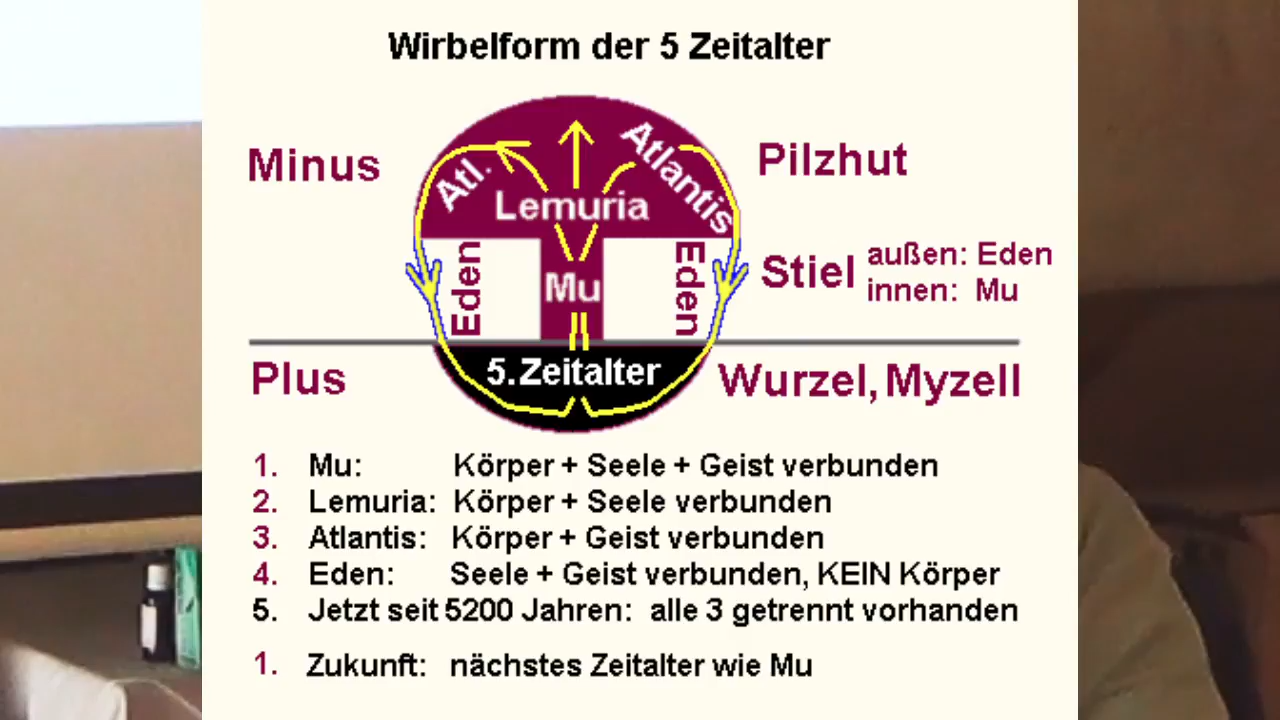 Wirbelform der 5 Zeitalter
Minus
Pilzhut
Atl.
Atlantis
Lemuria
Eden
Mu
Eden
Stiel
außen: Eden
innen: Mu
Plus
5. Zeitalter
Wurzel, Myzell
1. Mu: Körper + Seele + Geist verbunden
2. Lemuria: Körper + Seele verbunden
3. Atlantis: Körper + Geist verbunden
4. Eden: Seele + Geist verbunden, KEIN Körper
5. Jetzt seit 5200 Jahren: alle 3 getrennt vorhanden
1. Zukunft: nächstes Zeitalter wie Mu